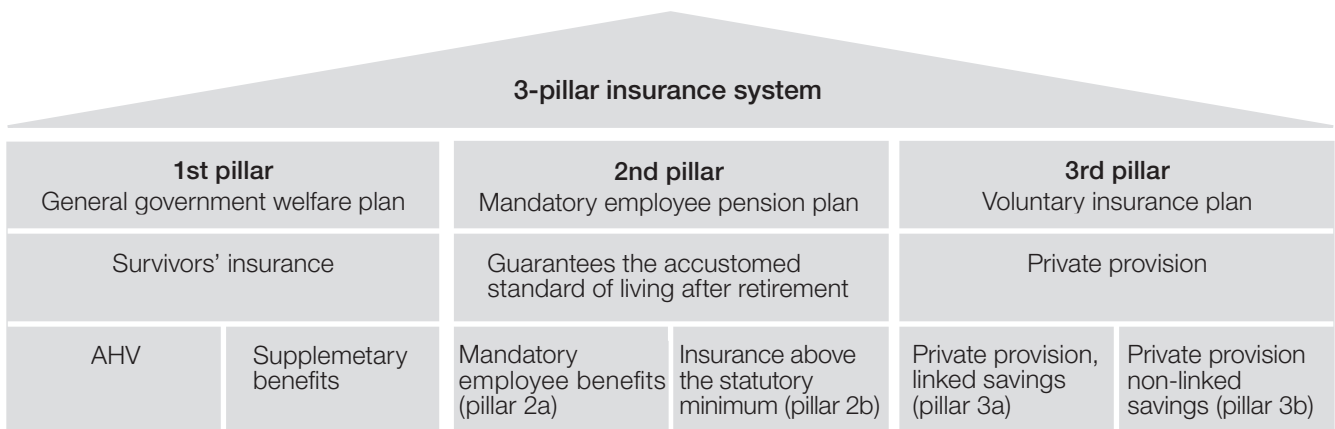 3-pillar insurance system
1st pillar
General government welfare plan
2nd pillar
Mandatory employee pension plan
3rd pillar
Voluntary insurance plan
Survivors’ insurance
Guarantees the accustomed
standard of living after retirement
Private provision
AHV
Supplemetary
benefits
Mandatory
employee benefits
(pillar 2a)
Insurance above
the statutory
minimum (pillar 2b)
Private provision,
linked savings
(pillar 3a)
Private provision
non-linked
savings (pillar 3b)